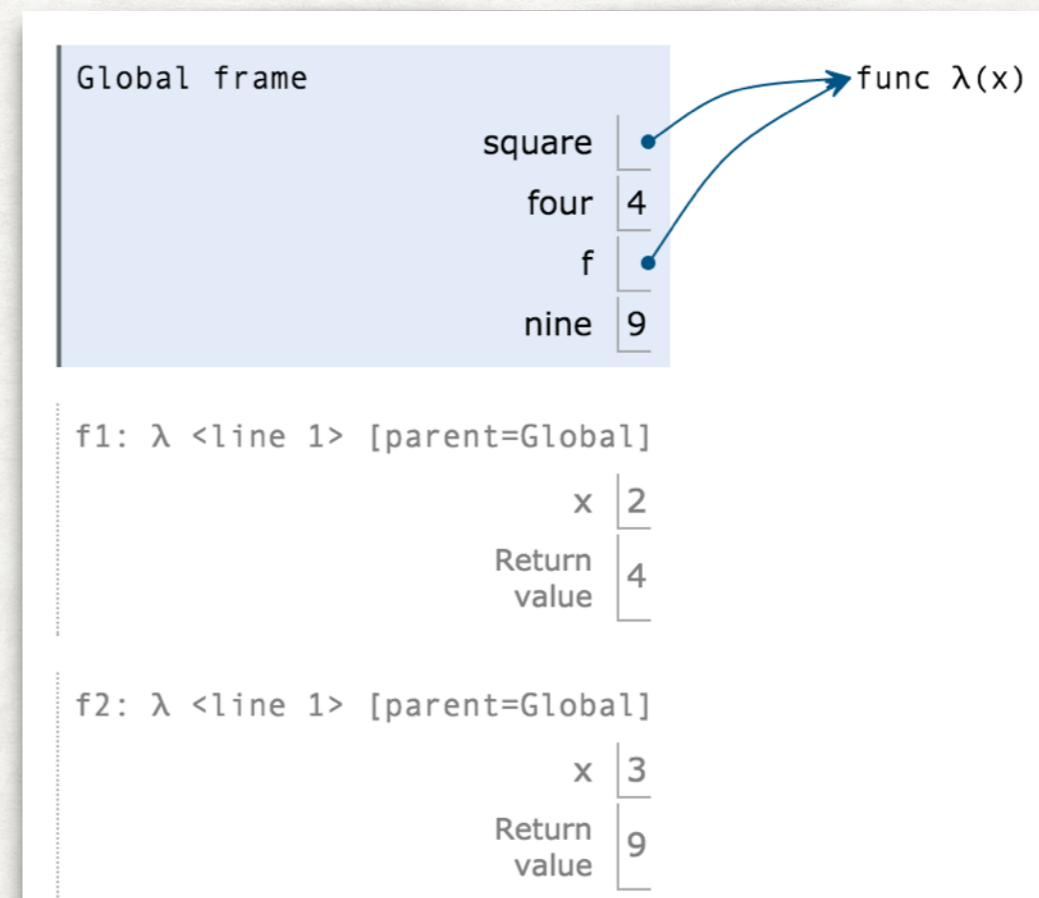 Global frame
func λ(x)
square
four 4
f
nine 9
f1: λ <line 1> [parent=Global]
x 2
Return
value 4
f2: λ <line 1> [parent=Global]
x 3
Return
value 9